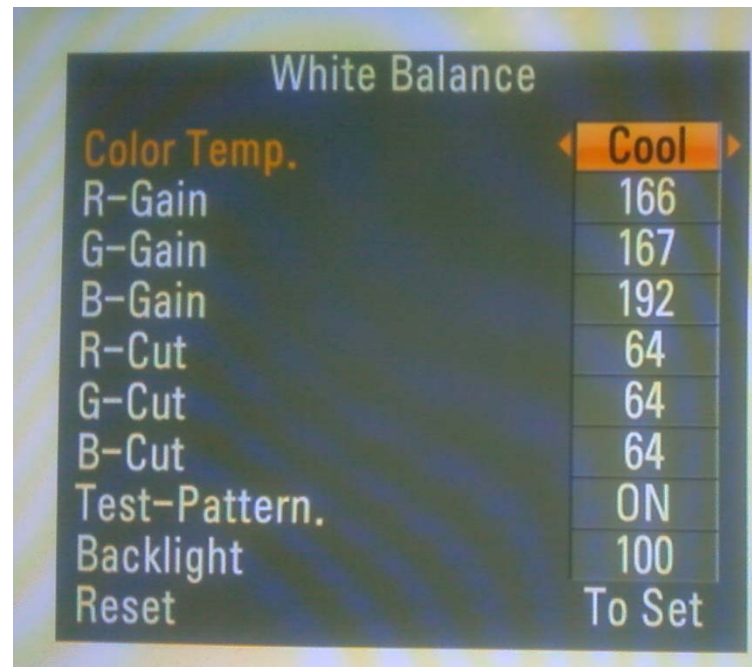 White Balance
Color Temp. Cool
R-Gain 166
G-Gain 167
B-Gain 192
R-Cut 64
G-Cut 64
B-Cut 64
Test-Pattern. ON
Backlight 100
Reset To Set